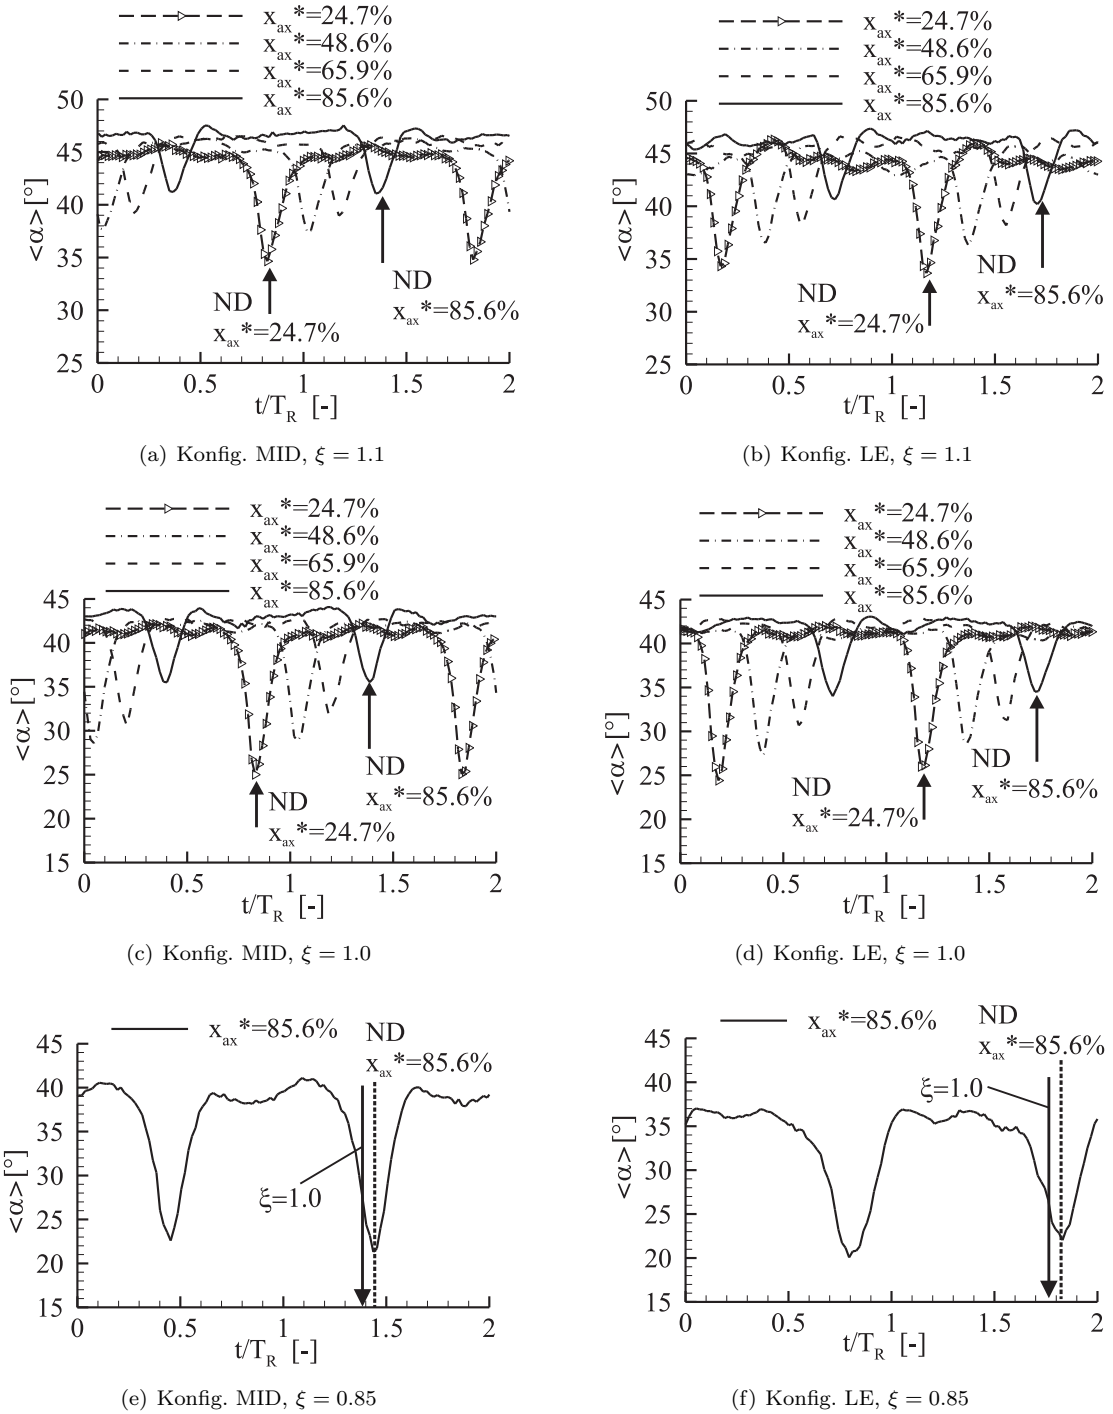 x_ax*=24.7%
x_ax*=48.6%
x_ax*=65.9%
x_ax*=85.6%
50
45
40
35
30
25
<α> [°]
ND
x_ax*=24.7%
ND
x_ax*=85.6%
0 0.5 1 1.5 2
t/T_R [-]
(a) Konfig. MID, ξ = 1.1
x_ax*=24.7%
x_ax*=48.6%
x_ax*=65.9%
x_ax*=85.6%
50
45
40
35
30
25
<α> [°]
ND
x_ax*=24.7%
ND
x_ax*=85.6%
0 0.5 1 1.5 2
t/T_R [-]
(b) Konfig. LE, ξ = 1.1
x_ax*=24.7%
x_ax*=48.6%
x_ax*=65.9%
x_ax*=85.6%
45
40
35
30
25
20
15
<α> [°]
ND
x_ax*=85.6%
ND
x_ax*=24.7%
0 0.5 1 1.5 2
t/T_R [-]
(c) Konfig. MID, ξ = 1.0
x_ax*=24.7%
x_ax*=48.6%
x_ax*=65.9%
x_ax*=85.6%
45
40
35
30
25
20
15
<α> [°]
ND
x_ax*=24.7%
ND
x_ax*=85.6%
0 0.5 1 1.5 2
t/T_R [-]
(d) Konfig. LE, ξ = 1.0
x_ax*=85.6%
ND
x_ax*=85.6%
45
40
35
30
25
20
15
<α> [°]
ξ=1.0
0 0.5 1 1.5 2
t/T_R [-]
(e) Konfig. MID, ξ = 0.85
x_ax*=85.6%
ND
x_ax*=85.6%
45
40
35
30
25
20
15
<α> [°]
ξ=1.0
0 0.5 1 1.5 2
t/T_R [-]
(f) Konfig. LE, ξ = 0.85